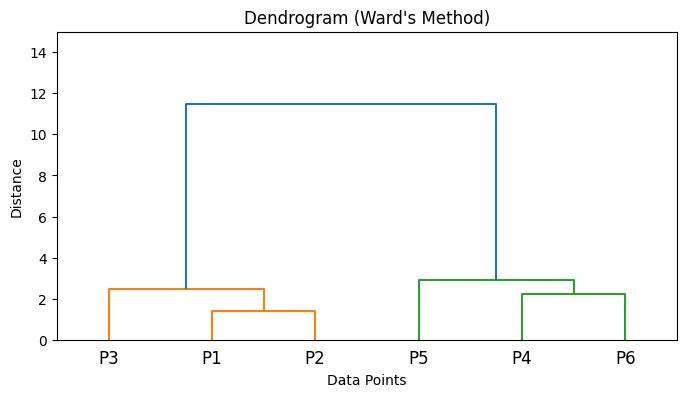 Dendrogram (Ward's Method)
14
12
10
8
6
4
2
0
Distance
P3 P1 P2 P5 P4 P6
Data Points